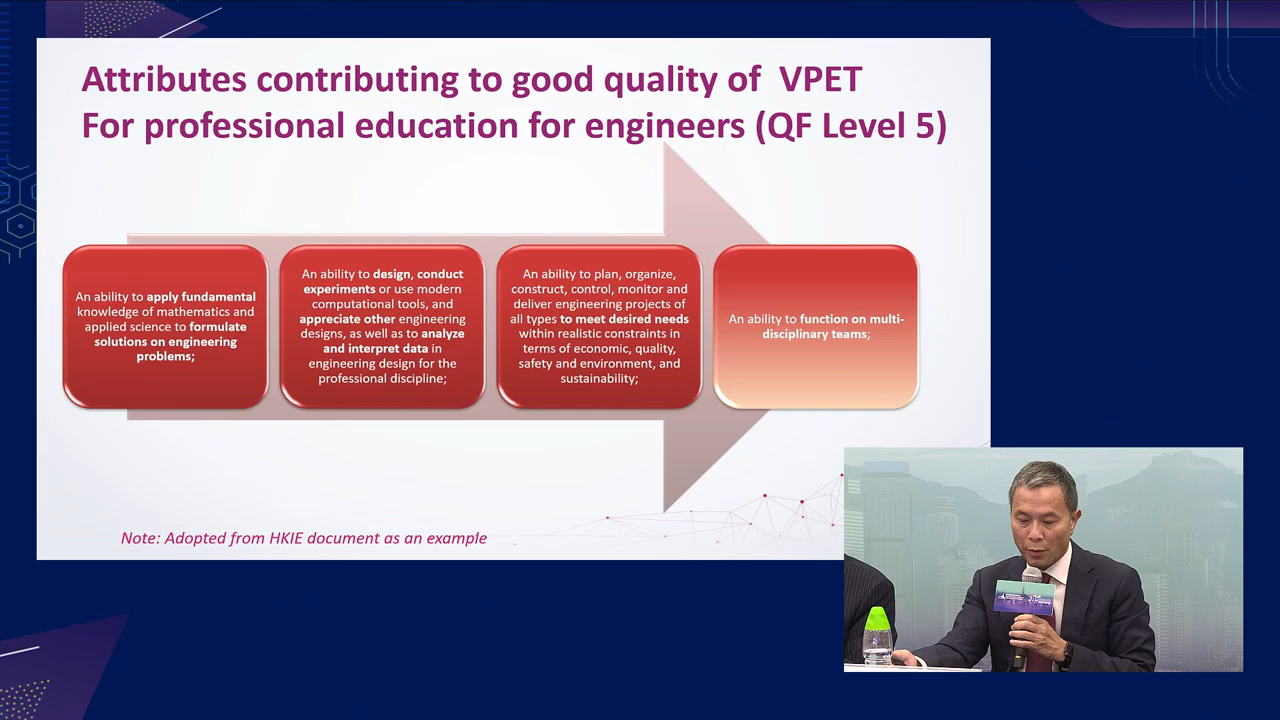 Attributes contributing to good quality of VPET
For professional education for engineers (QF Level 5)
An ability to apply fundamental
knowledge of mathematics and
applied science to formulate
solutions on engineering
problems;
An ability to design, conduct
experiments or use modern
computational tools, and
appreciate other engineering
designs, as well as to analyze
and interpret data in
engineering design for the
professional discipline;
An ability to plan, organize,
construct, control, monitor and
deliver engineering projects of
all types to meet desired needs
within realistic constraints in
terms of economic, quality,
safety and environment, and
sustainability;
An ability to function on multi-
disciplinary teams;
Note: Adopted from HKIE document as an example